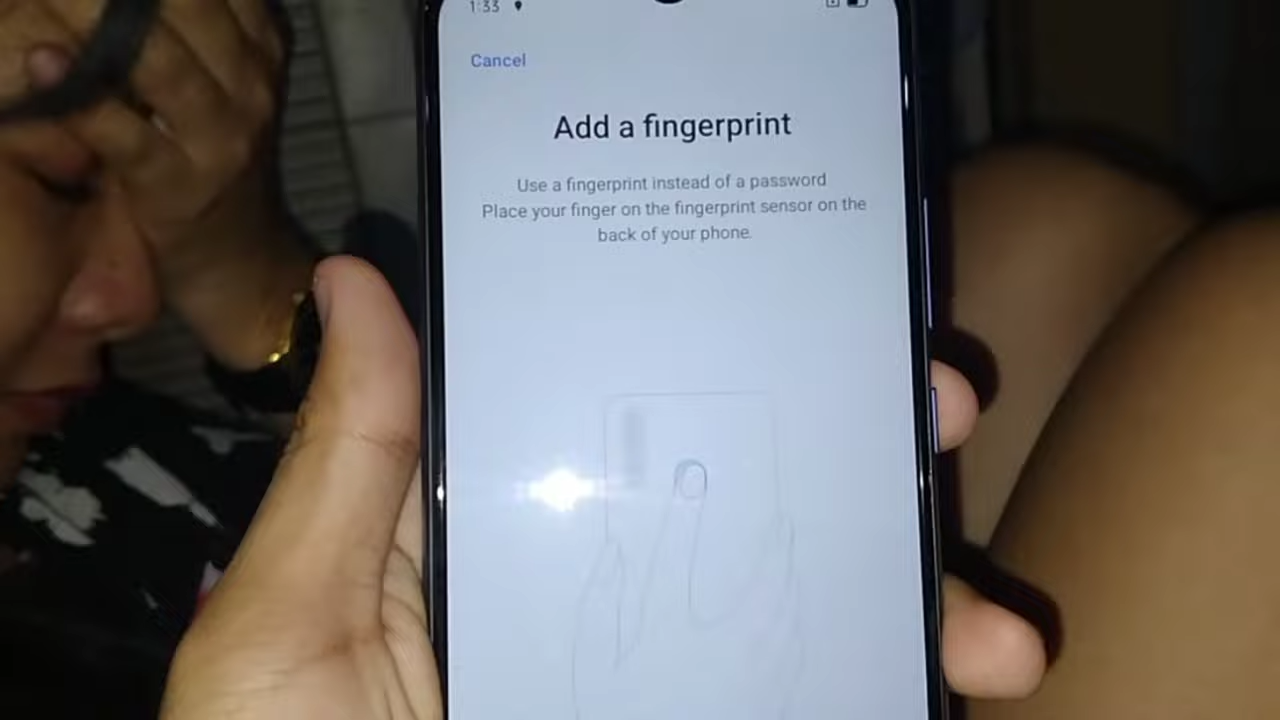 1:33
Cancel
Add a fingerprint
Use a fingerprint instead of a password
Place your finger on the fingerprint sensor on the
back of your phone.